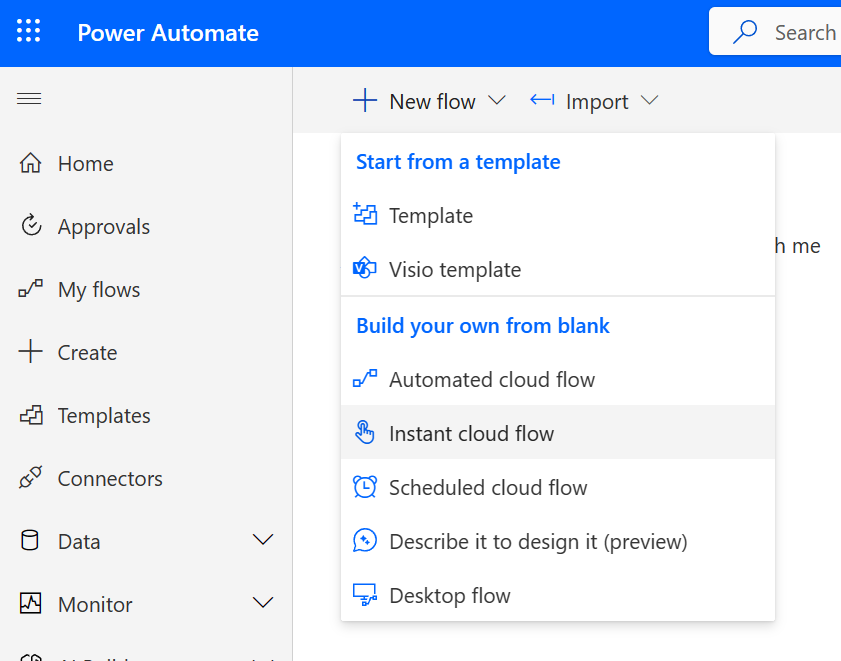 Power Automate
Search
New flow
Import
Home
Approvals
My flows
Create
Templates
Connectors
Data
Monitor
Start from a template
Template
Visio template
Build your own from blank
Automated cloud flow
Instant cloud flow
Scheduled cloud flow
Describe it to design it (preview)
Desktop flow
h me